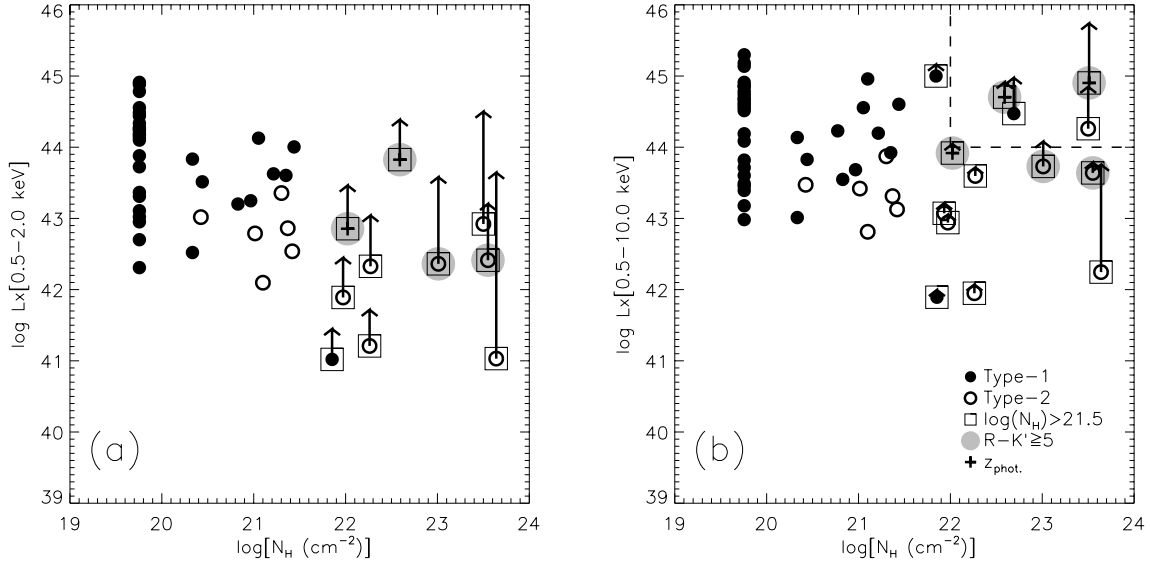 46
45
44
43
42
41
40
39
log Lx[0.5−2.0 keV]
(a)
19 20 21 22 23 24
log[N_H (cm⁻²)]
46
45
44
43
42
41
40
39
log Lx[0.5−10.0 keV]
Type−1
Type−2
log(N_H)>21.5
R−K'≧5
z_phot.
(b)
19 20 21 22 23 24
log[N_H (cm⁻²)]